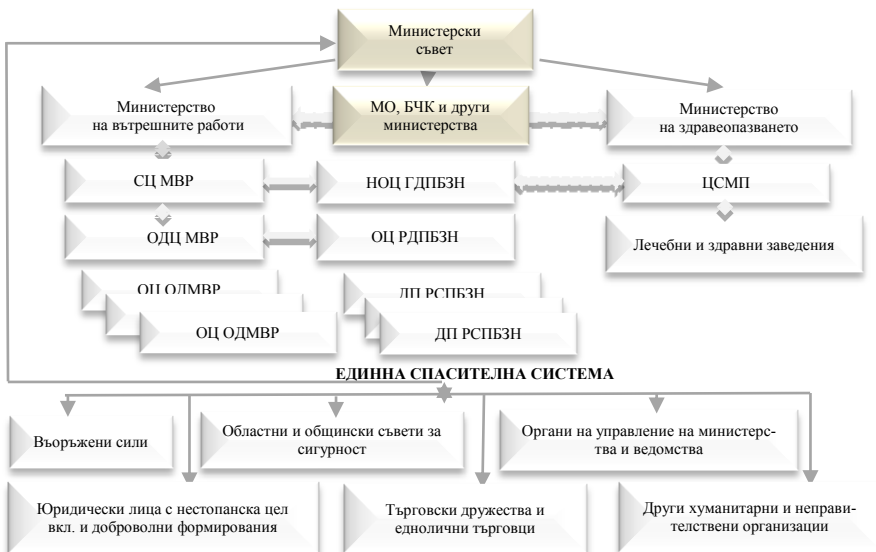 Министерски
съвет
Министерство
на вътрешните работи
МО, БЧК и други
министерства
Министерство
на здравеопазването
СЦ МВР
НОЦ ГДПБЗН
ЦСМП
ОДЦ МВР
ОЦ РДПБЗН
Лечебни и здравни заведения
ОЦ ОДМВР
ДП РСПБЗН
ОЦ ОДМВР
ДП РСПБЗН
ЕДИННА СПАСИТЕЛНА СИСТЕМА
Въоръжени сили
Областни и общински съвети за
сигурност
Органи на управление на министерс-
тва и ведомства
Юридически лица с нестопанска цел
вкл. и доброволни формирования
Търговски дружества и
еднолични търговци
Други хуманитарни и неправи-
телствени организации